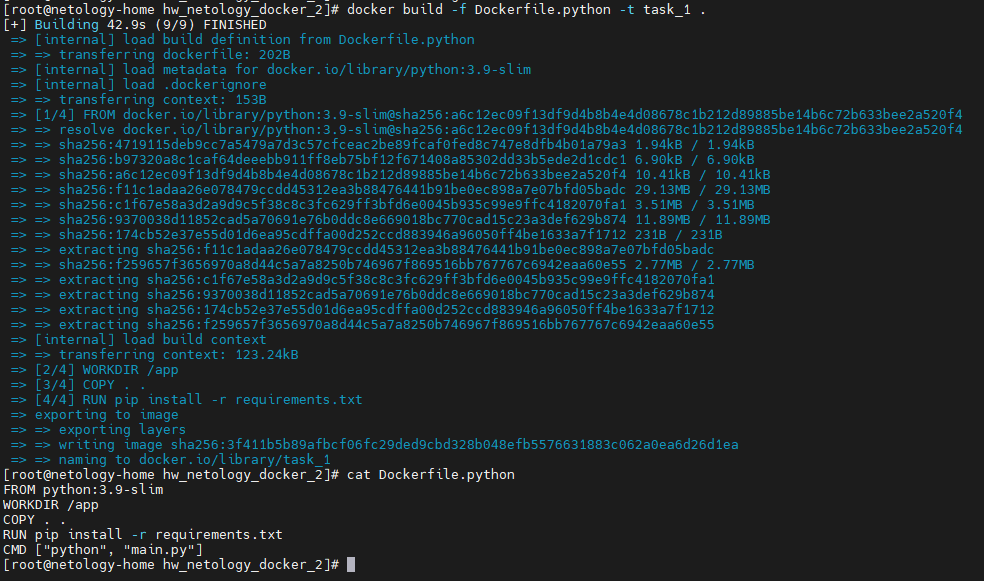 [root@netology-home hw_netology_docker_2]# docker build -f Dockerfile.python -t task_1 .
[+] Building 42.9s (9/9) FINISHED
=> [internal] load build definition from Dockerfile.python
=> => transferring dockerfile: 202B
=> [internal] load metadata for docker.io/library/python:3.9-slim
=> [internal] load .dockerignore
=> => transferring context: 153B
=> [1/4] FROM docker.io/library/python:3.9-slim@sha256:a6c12ec09f13df9d4b8b4e4d08678c1b212d89885be14b6c72b633bee2a520f4
=> => resolve docker.io/library/python:3.9-slim@sha256:a6c12ec09f13df9d4b8b4e4d08678c1b212d89885be14b6c72b633bee2a520f4
=> => sha256:4719115deb9cc7a5479a7d3c57cfceac2be89fcaf0fed8c747e8dfb4b01a79a3 1.94kB / 1.94kB
=> => sha256:b97320a8c1caf64deeebb911ff8eb75bf12f671408a85302dd33b5ede2d1cdc1 6.90kB / 6.90kB
=> => sha256:a6c12ec09f13df9d4b8b4e4d08678c1b212d89885be14b6c72b633bee2a520f4 10.41kB / 10.41kB
=> => sha256:f11c1adaa26e078479ccdd45312ea3b88476441b91be0ec898a7e07bfd05badc 29.13MB / 29.13MB
=> => sha256:c1f67e58a3d2a9d9c5f38c8c3fc629ff3bfd6e0045b935c99e9ffc4182070fa1 3.51MB / 3.51MB
=> => sha256:9370038d11852cad5a70691e76b0ddc8e669018bc770cad15c23a3def629b874 11.89MB / 11.89MB
=> => sha256:174cb52e37e55d01d6ea95cdffa00d252ccd883946a96050ff4be1633a7f1712 231B / 231B
=> => extracting sha256:f11c1adaa26e078479ccdd45312ea3b88476441b91be0ec898a7e07bfd05badc
=> => sha256:f259657f3656970a8d44c5a7a8250b746967f869516bb767767c6942eaa60e55 2.77MB / 2.77MB
=> => extracting sha256:c1f67e58a3d2a9d9c5f38c8c3fc629ff3bfd6e0045b935c99e9ffc4182070fa1
=> => extracting sha256:9370038d11852cad5a70691e76b0ddc8e669018bc770cad15c23a3def629b874
=> => extracting sha256:174cb52e37e55d01d6ea95cdffa00d252ccd883946a96050ff4be1633a7f1712
=> => extracting sha256:f259657f3656970a8d44c5a7a8250b746967f869516bb767767c6942eaa60e55
=> [internal] load build context
=> => transferring context: 123.24kB
=> [2/4] WORKDIR /app
=> [3/4] COPY . .
=> [4/4] RUN pip install -r requirements.txt
=> exporting to image
=> => exporting layers
=> => writing image sha256:3f411b5b89afbcf06fc29ded9cbd328b048efb5576631883c062a0ea6d26d1ea
=> => naming to docker.io/library/task_1
[root@netology-home hw_netology_docker_2]# cat Dockerfile.python
FROM python:3.9-slim
WORKDIR /app
COPY . .
RUN pip install -r requirements.txt
CMD ["python", "main.py"]
[root@netology-home hw_netology_docker_2]#